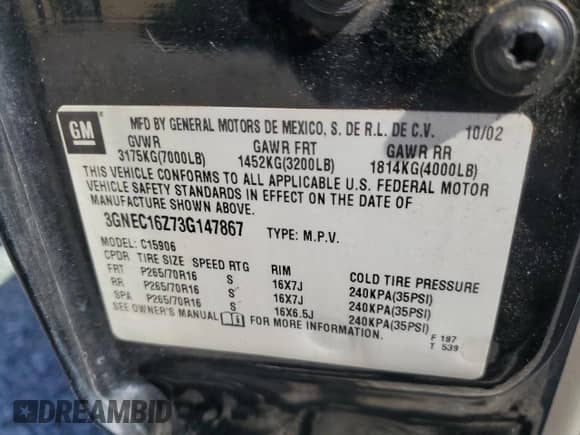 GM
MFD BY GENERAL MOTORS DE MEXICO, S. DE R.L. DE C.V. 10/02
GVWR GAWR FRT GAWR RR
3175KG(7000LB) 1452KG(3200LB) 1814KG(4000LB)
THIS VEHICLE CONFORMS TO ALL APPLICABLE U.S. FEDERAL MOTOR
VEHICLE SAFETY STANDARDS IN EFFECT ON THE DATE OF
MANUFACTURE SHOWN ABOVE.
3GNEC16Z73G147867 TYPE: M.P.V.
MODEL: C15906
CPDR TIRE SIZE SPEED RTG RIM COLD TIRE PRESSURE
FRT P265/70R16 S 16X7J 240KPA(35PSI)
RR P265/70R16 S 16X7J 240KPA(35PSI)
SPA P265/70R16 S 16X6.5J 240KPA(35PSI)
SEE OWNER'S MANUAL FOR MORE INFORMATION.
F 197
T 539
DREAMBID